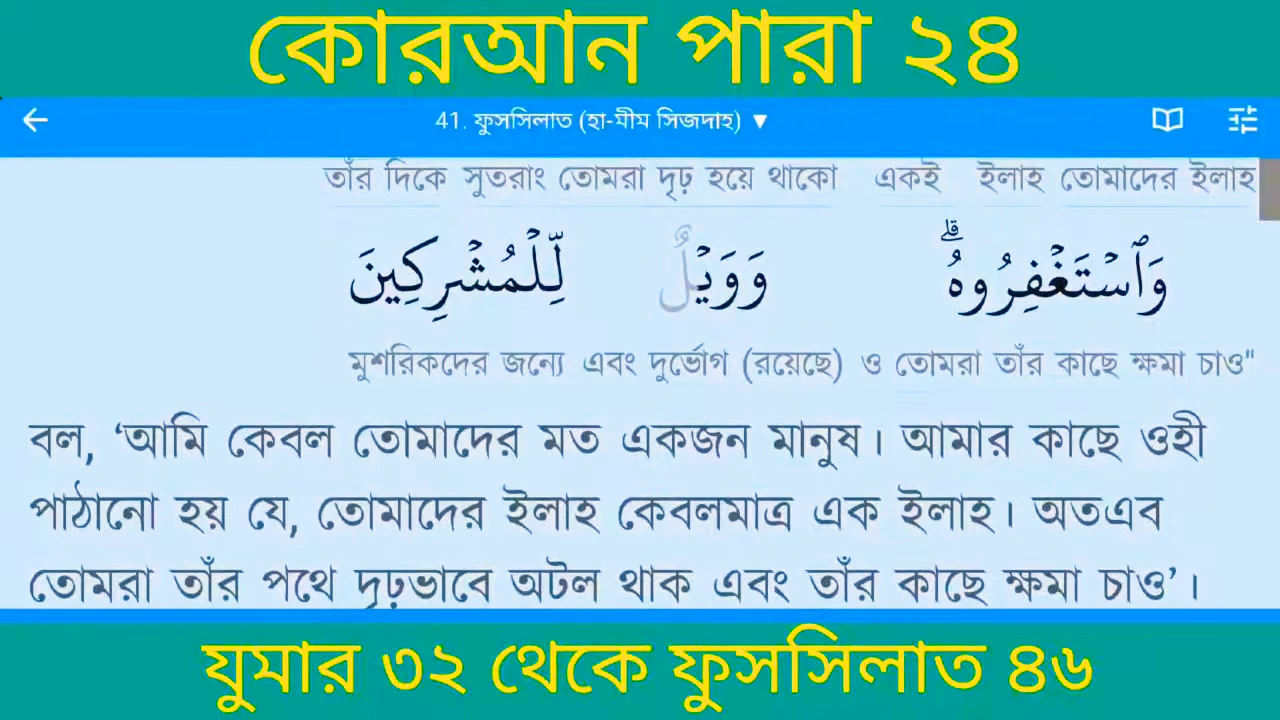 কোরআন পারা ২৪
41. ফুসসিলাত (হা-মীম সিজদাহ) ▼
তাঁর দিকে সুতরাং তোমরা দৃঢ় হয়ে থাকো একই ইলাহ তোমাদের ইলাহ
وَٱسۡتَغۡفِرُوهُۗ وَوَيۡلٞ لِّلۡمُشۡرِكِينَ
মুশরিকদের জন্যে এবং দুর্ভোগ (রয়েছে) ও তোমরা তাঁর কাছে ক্ষমা চাও"
বল, ‘আমি কেবল তোমাদের মত একজন মানুষ। আমার কাছে ওহী
পাঠানো হয় যে, তোমাদের ইলাহ কেবলমাত্র এক ইলাহ। অতএব
তোমরা তাঁর পথে দৃঢ়ভাবে অটল থাক এবং তাঁর কাছে ক্ষমা চাও’।
যুমার ৩২ থেকে ফুসসিলাত ৪৬